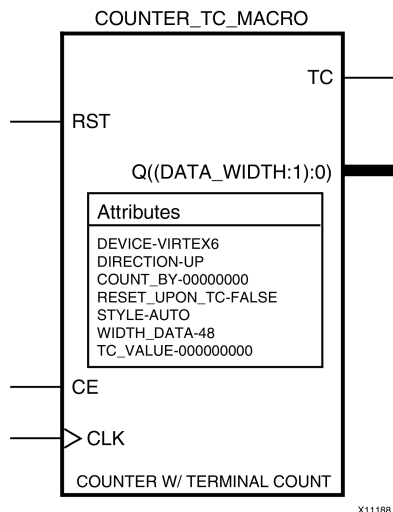 COUNTER_TC_MACRO
TC
RST
Q((DATA_WIDTH:1):0)
Attributes
DEVICE-VIRTEX6
DIRECTION-UP
COUNT_BY-00000000
RESET_UPON_TC-FALSE
STYLE-AUTO
WIDTH_DATA-48
TC_VALUE-000000000
CE
CLK
COUNTER W/ TERMINAL COUNT
X11188